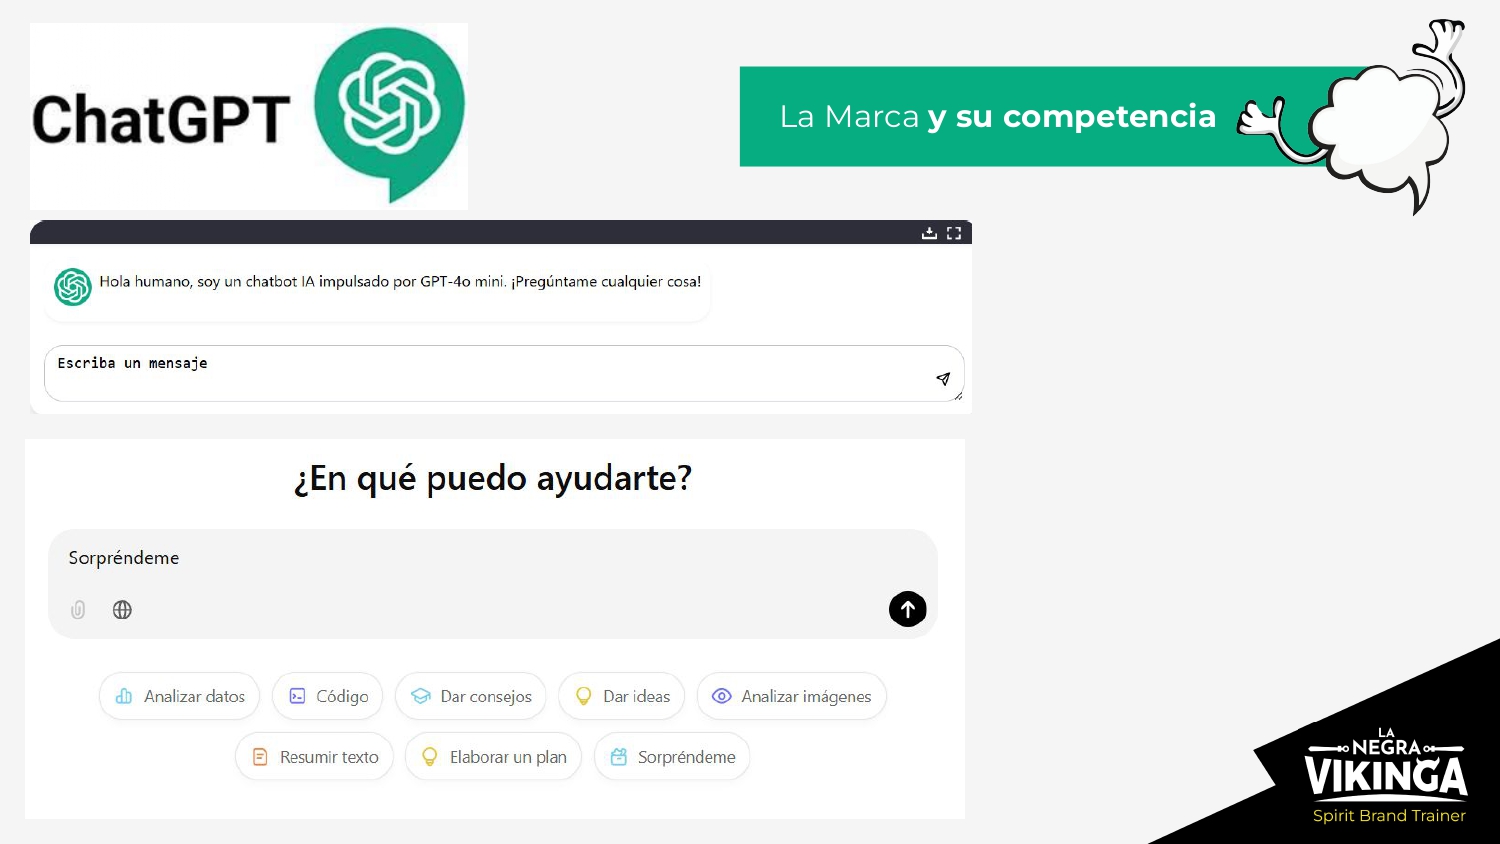 ChatGPT
La Marca y su competencia
Hola humano, soy un chatbot IA impulsado por GPT-4o mini. ¡Pregúntame cualquier cosa!
Escriba un mensaje
¿En qué puedo ayudarte?
Sorpréndeme
Analizar datos
Código
Dar consejos
Dar ideas
Analizar imágenes
Resumir texto
Elaborar un plan
Sorpréndeme
LA
NEGRA
VIKINGA
Spirit Brand Trainer